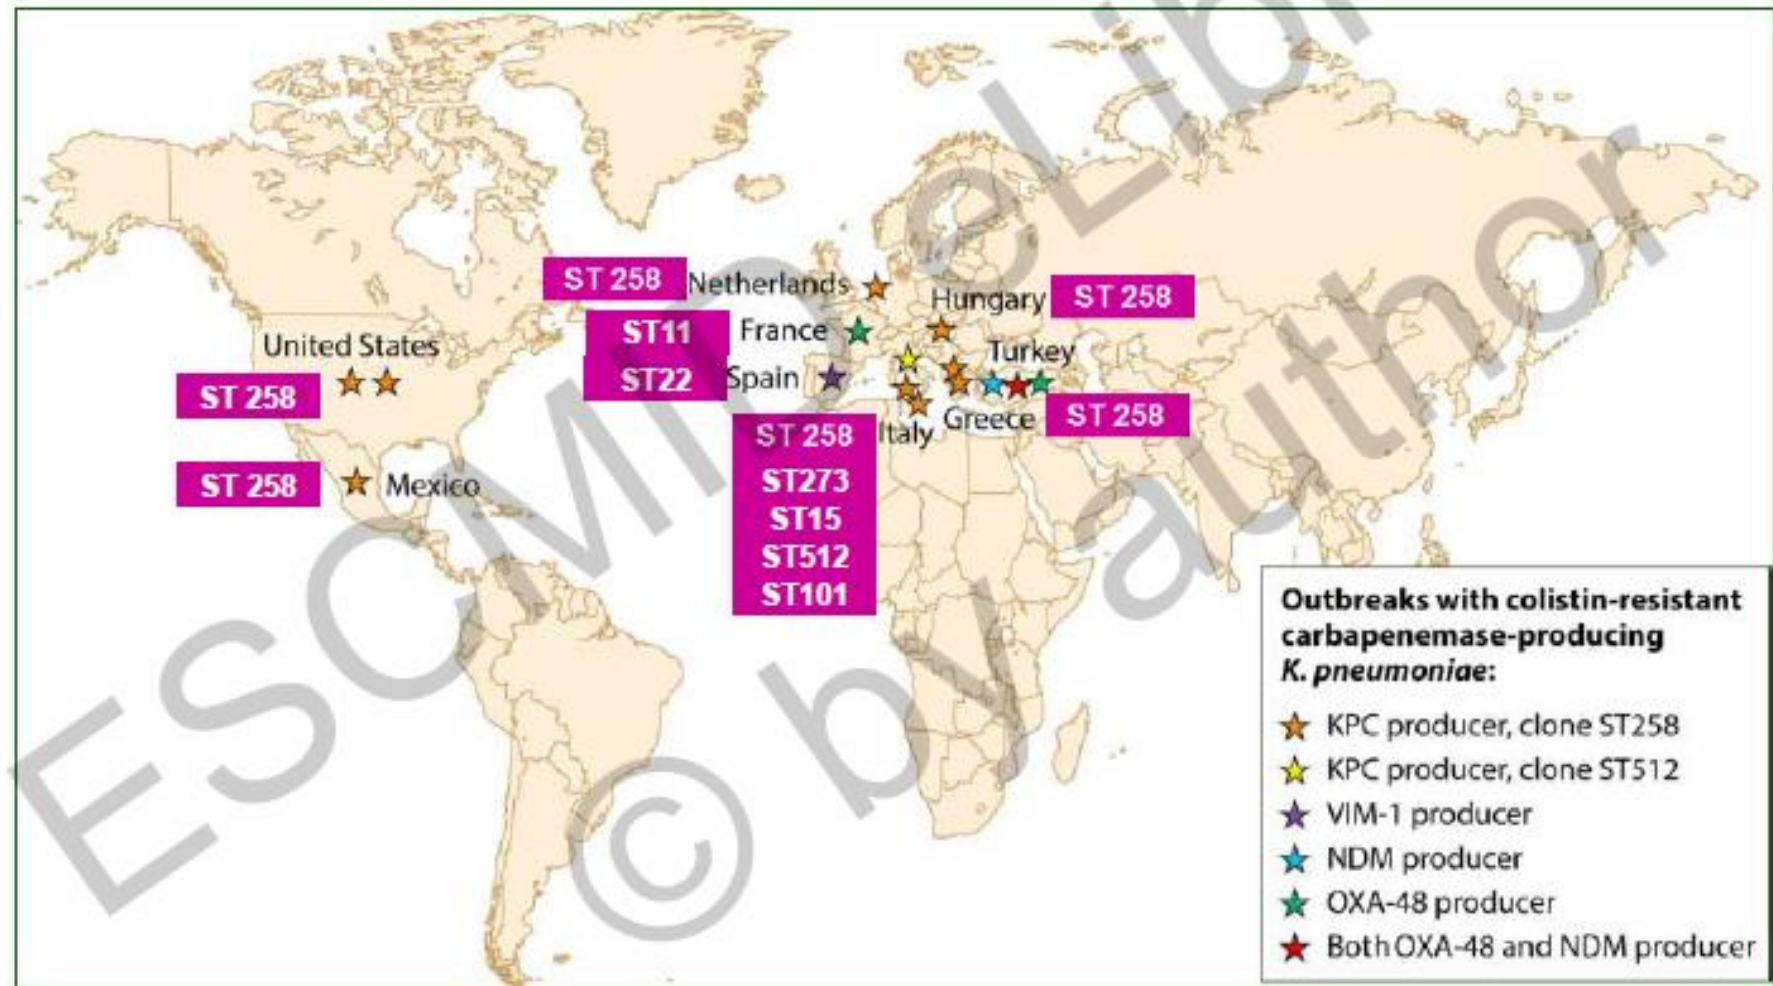 ST 258
Netherlands
Hungary
ST 258
ST11
France
United States
Turkey
ST22
Spain
ST 258
ST 258
Italy
Greece
ST 258
ST 258
Mexico
ST273
ST15
ST512
ST101
Outbreaks with colistin-resistant
carbapenemase-producing
K. pneumoniae:
KPC producer, clone ST258
KPC producer, clone ST512
VIM-1 producer
NDM producer
OXA-48 producer
Both OXA-48 and NDM producer
ESCMID eLibr
© by author